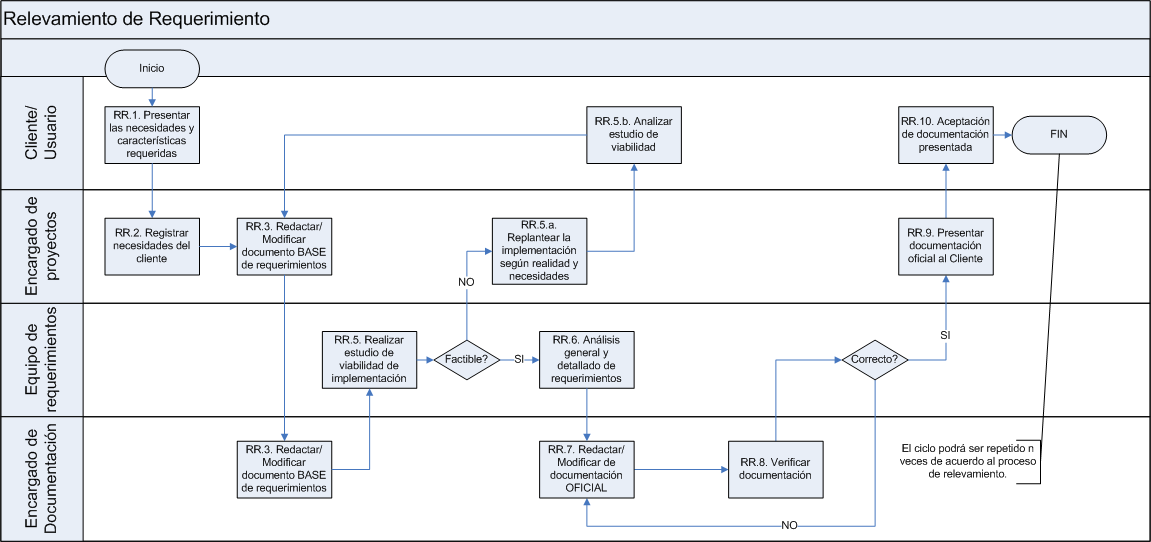 Relevamiento de Requerimiento
Inicio
Cliente/
Usuario
RR.1. Presentar
las necesidades y
características
requeridas
RR.5.b. Analizar
estudio de
viabilidad
RR.10. Aceptación
de documentación
presentada
FIN
Encargado de
proyectos
RR.2. Registrar
necesidades del
cliente
RR.3. Redactar/
Modificar
documento BASE
de requerimientos
RR.5.a.
Replantear la
implementación
según realidad y
necesidades
RR.9. Presentar
documentación
oficial al Cliente
NO
SI
Equipo de
requerimientos
RR.5. Realizar
estudio de
viabilidad de
implementación
Factible?
SI
RR.6. Análisis
general y
detallado de
requerimientos
Correcto?
Encargado de
Documentación
RR.3. Redactar/
Modificar
documento BASE
de requerimientos
RR.7. Redactar/
Modificar de
documentación
OFICIAL
RR.8. Verificar
documentación
El ciclo podrá ser repetido n
veces de acuerdo al proceso
de relevamiento.
NO